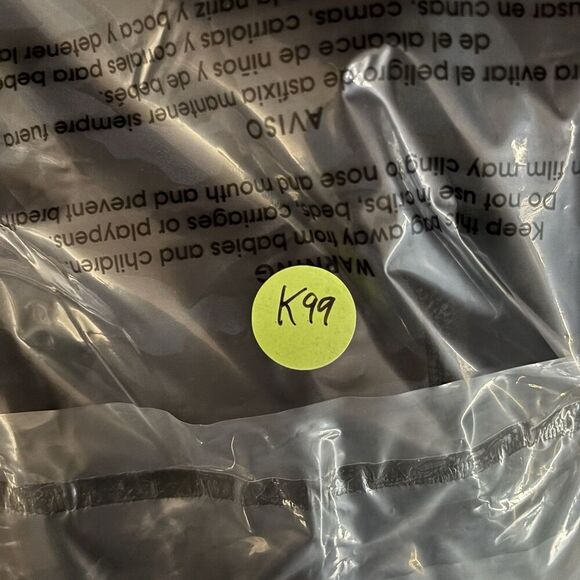 WARNING
Keep this bag away from babies and children.
Do not use in cribs, beds, carriages or playpens.
film may cling to nose and mouth and prevent
AVISO
evitar el peligro de asfixia mantener siempre fuera
de el alcance de niños y de bebés.
usar en cunas, camas, carriolas y corrales para
y boca y detener la
K99